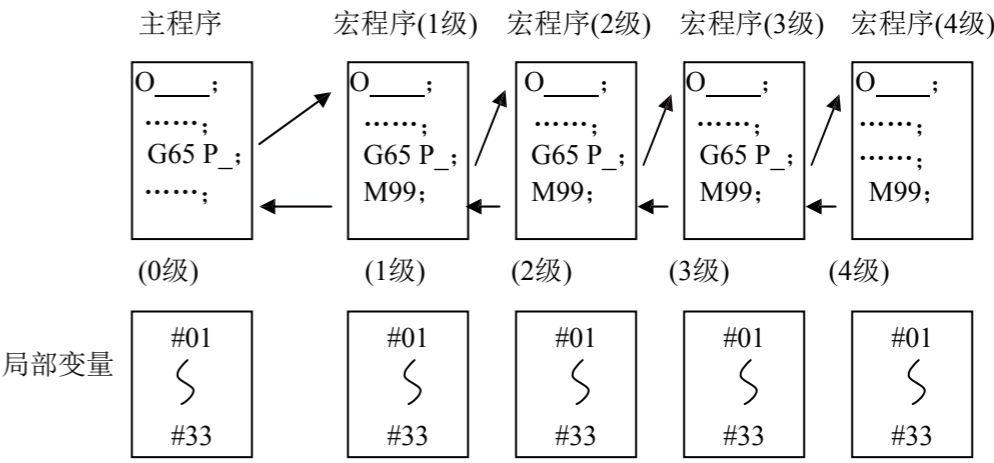 主程序 宏程序(1级) 宏程序(2级) 宏程序(3级) 宏程序(4级)
O____； O____； O____； O____； O____；
……； ……； ……； ……； ……；
G65 P_； G65 P_； G65 P_； G65 P_； ……；
……； M99； M99； M99； M99；
(0级) (1级) (2级) (3级) (4级)
#01 #01 #01 #01 #01
局部变量
#33 #33 #33 #33 #33